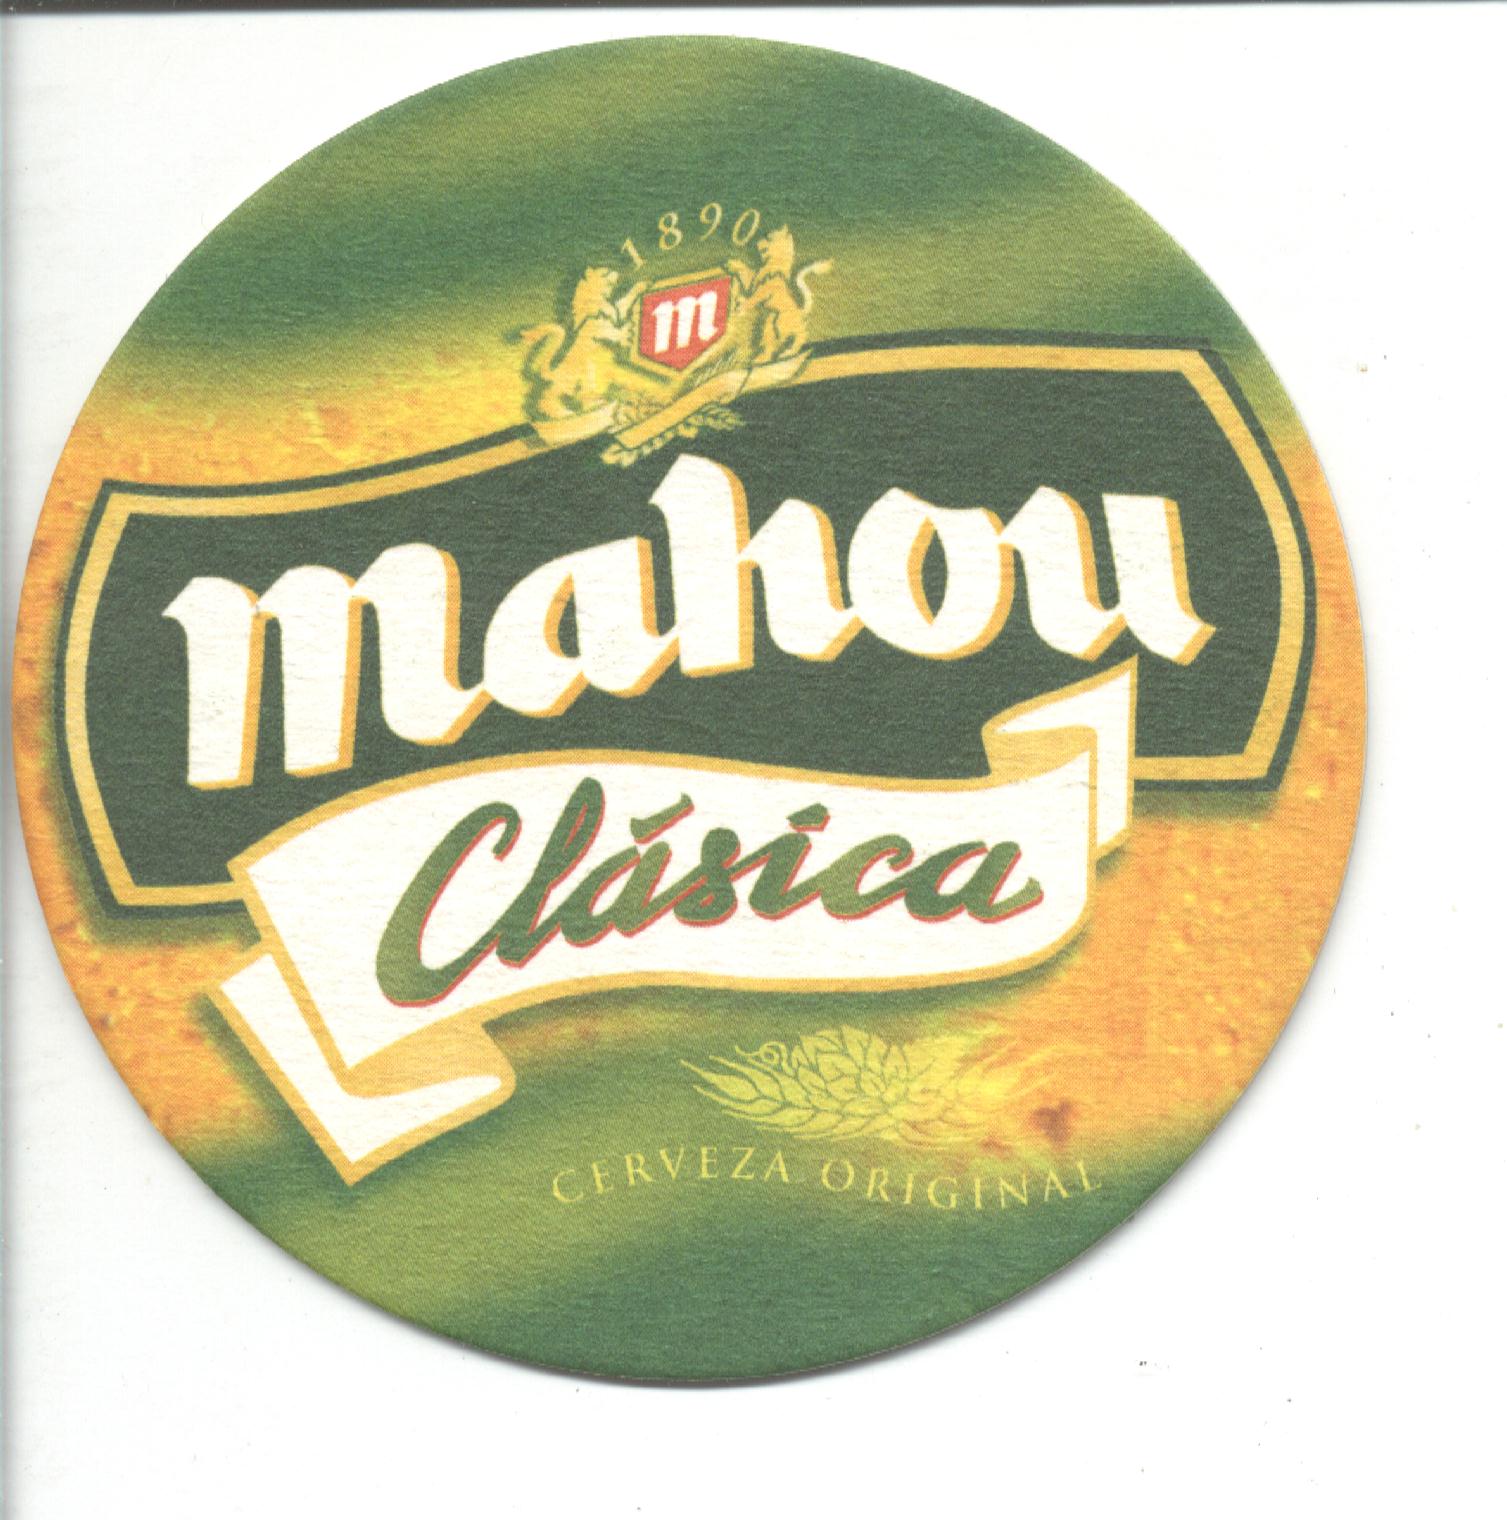 1890
m
mahou
Clásica
CERVEZA ORIGINAL